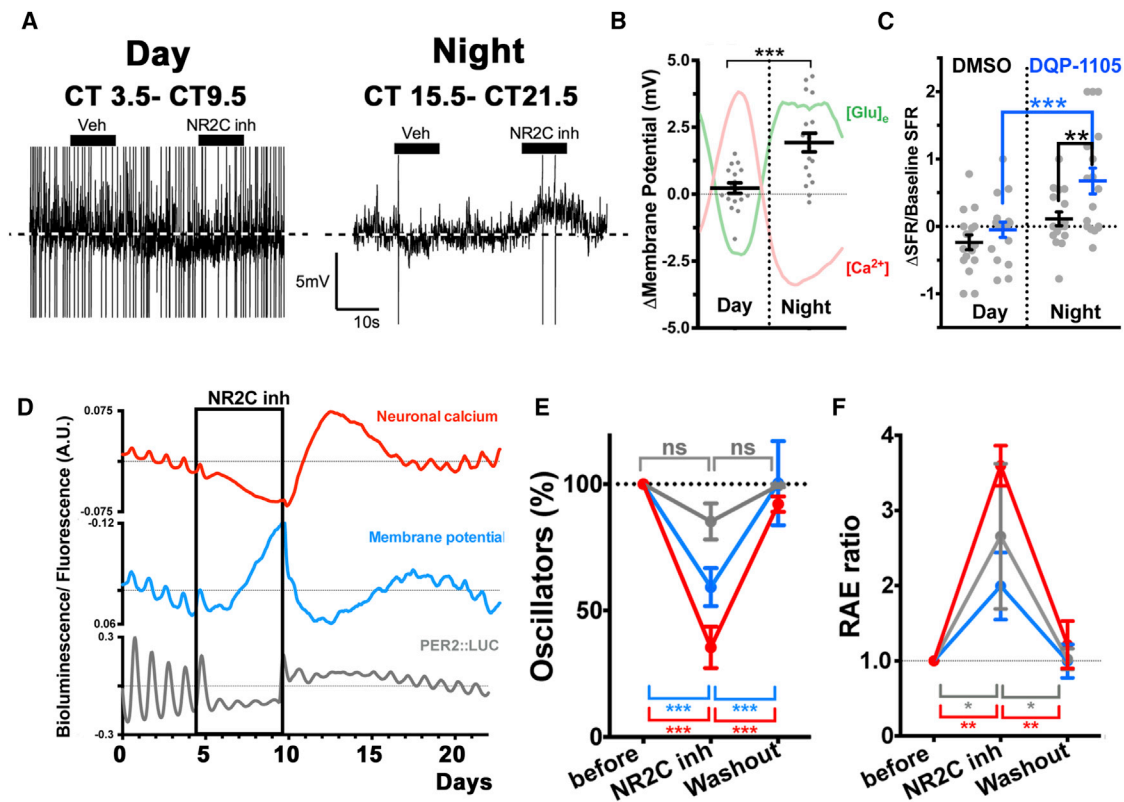 A
Day
CT 3.5- CT9.5
Veh
NR2C inh
Night
CT 15.5- CT21.5
Veh
NR2C inh
5mV
10s
B
ΔMembrane Potential (mV)
5.0
2.5
0.0
-2.5
-5.0
***
[Glu]e
[Ca2+]
Day
Night
C
ΔSFR/Baseline SFR
DMSO
DQP-1105
2
1
0
-1
***
**
Day
Night
D
NR2C inh
Bioluminescence/ Fluorescence (A.U.)
0.075
Neuronal calcium
-0.075
-0.12
Membrane potential
0.06
0.3
PER2::LUC
-0.3
0
5
10
15
20
Days
E
Oscillators (%)
100
50
0
ns
ns
***
***
***
***
before
NR2C inh
Washout
F
RAE ratio
4
3
2
1.0
0
*
*
**
**
before
NR2C inh
Washout